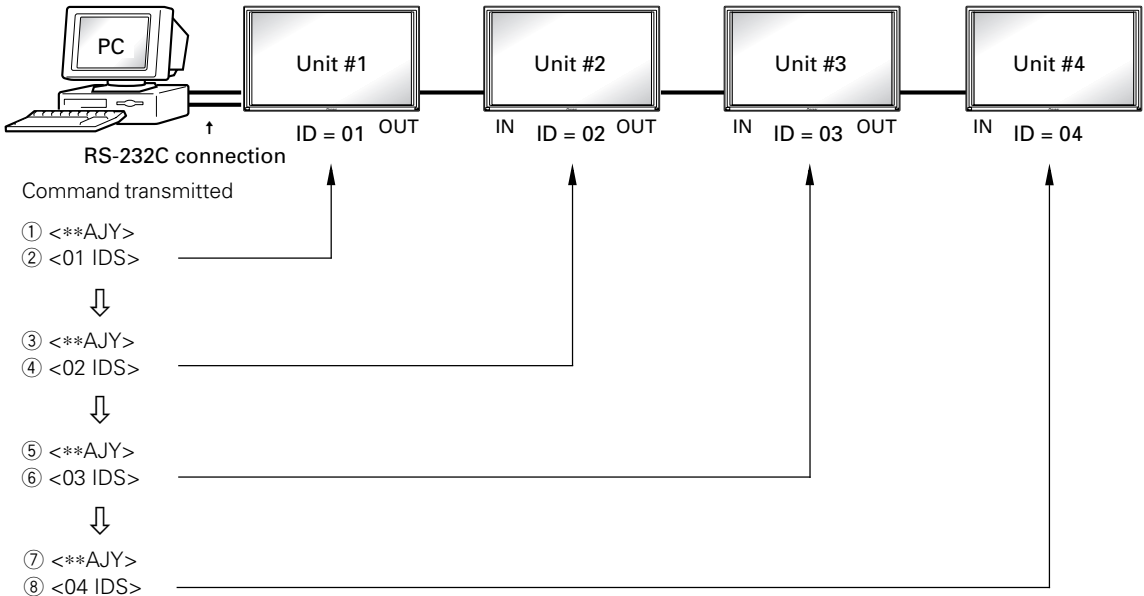 PC
Unit #1
Unit #2
Unit #3
Unit #4
ID = 01 OUT
IN ID = 02 OUT
IN ID = 03 OUT
IN ID = 04
↑
RS-232C connection
Command transmitted
① <**AJY>
② <01 IDS>
⇩
③ <**AJY>
④ <02 IDS>
⇩
⑤ <**AJY>
⑥ <03 IDS>
⇩
⑦ <**AJY>
⑧ <04 IDS>